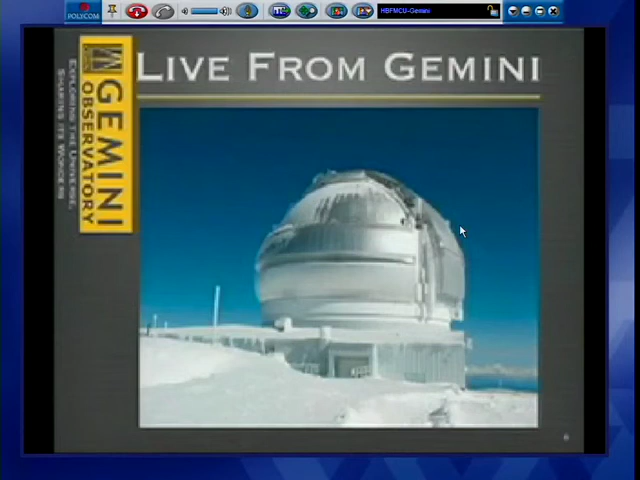 POLYCOM
HBFMCU-Gemini
LIVE FROM GEMINI
GEMINI
OBSERVATORY
EXPLORING THE UNIVERSE,
SHARING ITS WONDERS